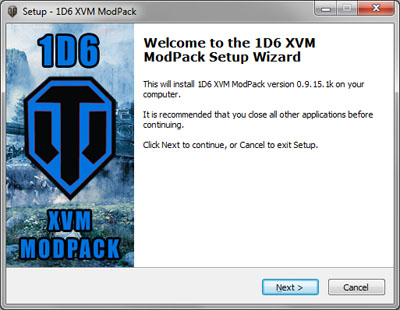 Setup - 1D6 XVM ModPack
1D6
XVM
MODPACK
Welcome to the 1D6 XVM
ModPack Setup Wizard
This will install 1D6 XVM ModPack version 0.9.15.1k on your
computer.
It is recommended that you close all other applications before
continuing.
Click Next to continue, or Cancel to exit Setup.
Next >
Cancel